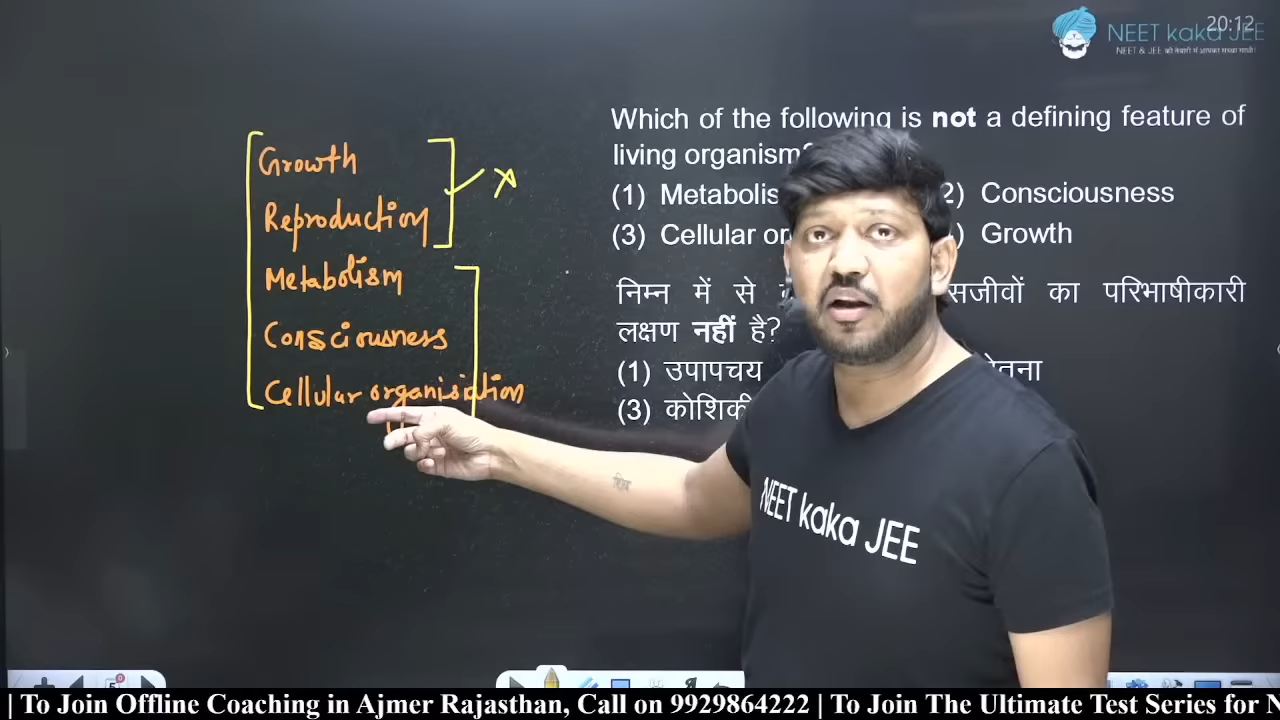 20:12
NEET kaka JEE
Growth
Reproduction
Metabolism
Consciousness
Cellular organisiation
Which of the following is not a defining feature of
living organism?
(1) Metabolis
2) Consciousness
(3) Cellular or
) Growth
निम्न में से सजीवों का परिभाषीकारी
लक्षण नहीं है?
(1) उपापचय
(3) कोशिकी
NEET kaka JEE
| To Join Offline Coaching in Ajmer Rajasthan, Call on 9929864222 | To Join The Ultimate Test Series for N